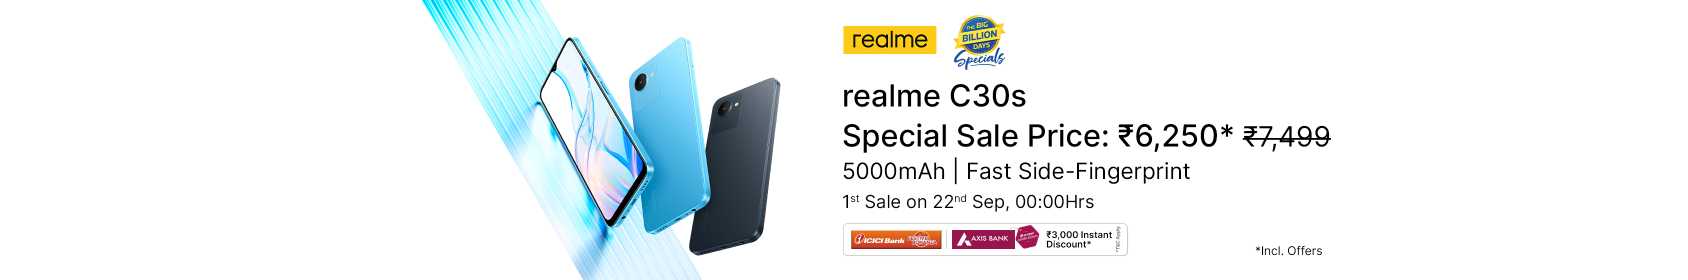 realme
THE BIG
BILLION
DAYS
Specials
realme C30s
Special Sale Price: ₹6,250* ₹7,499
5000mAh | Fast Side-Fingerprint
1st Sale on 22nd Sep, 00:00Hrs
ICICI Bank
AXIS BANK
₹3,000 Instant
Discount*
*T&C Apply
*Incl. Offers